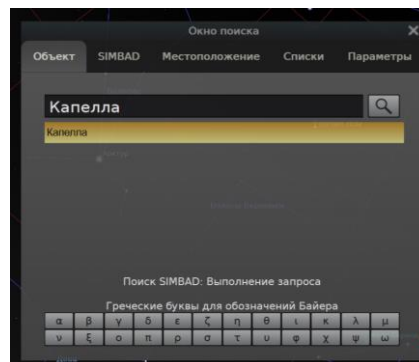 Окно поиска
Объект SIMBAD Местоположение Списки Параметры
Капелла
Капелла
Поиск SIMBAD: Выполнение запроса
Греческие буквы для обозначений Байера
α β γ δ ε ζ η θ ι κ λ μ
ν ξ ο π ρ σ τ υ φ χ ψ ω